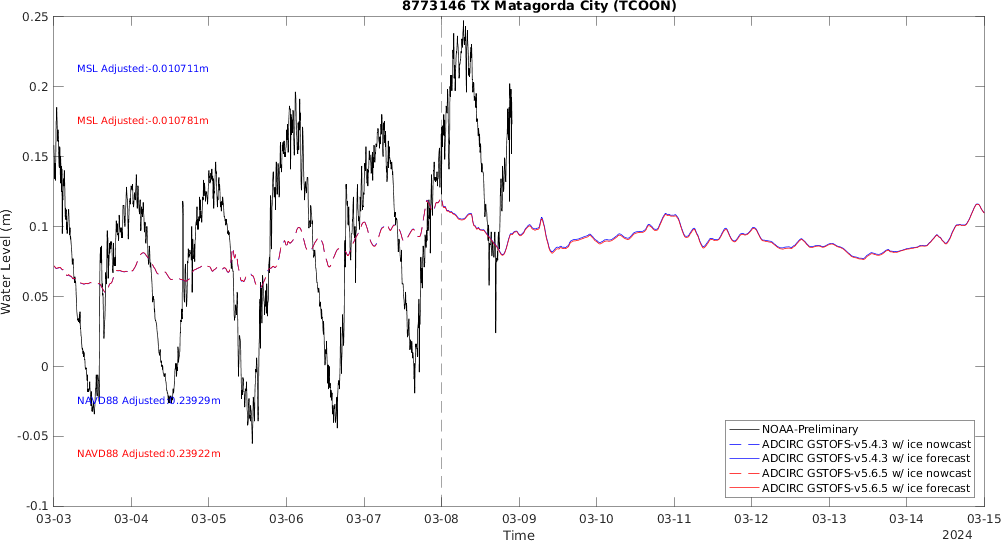 8773146 TX Matagorda City (TCOON)
0.25
0.2
0.15
0.1
0.05
0
-0.05
-0.1
Water Level (m)
MSL Adjusted:-0.010711m
MSL Adjusted:-0.010781m
NAVD88 Adjusted:0.23929m
NAVD88 Adjusted:0.23922m
NOAA-Preliminary
ADCIRC GSTOFS-v5.4.3 w/ ice nowcast
ADCIRC GSTOFS-v5.4.3 w/ ice forecast
ADCIRC GSTOFS-v5.6.5 w/ ice nowcast
ADCIRC GSTOFS-v5.6.5 w/ ice forecast
03-03 03-04 03-05 03-06 03-07 03-08 03-09 03-10 03-11 03-12 03-13 03-14 03-15
Time
2024